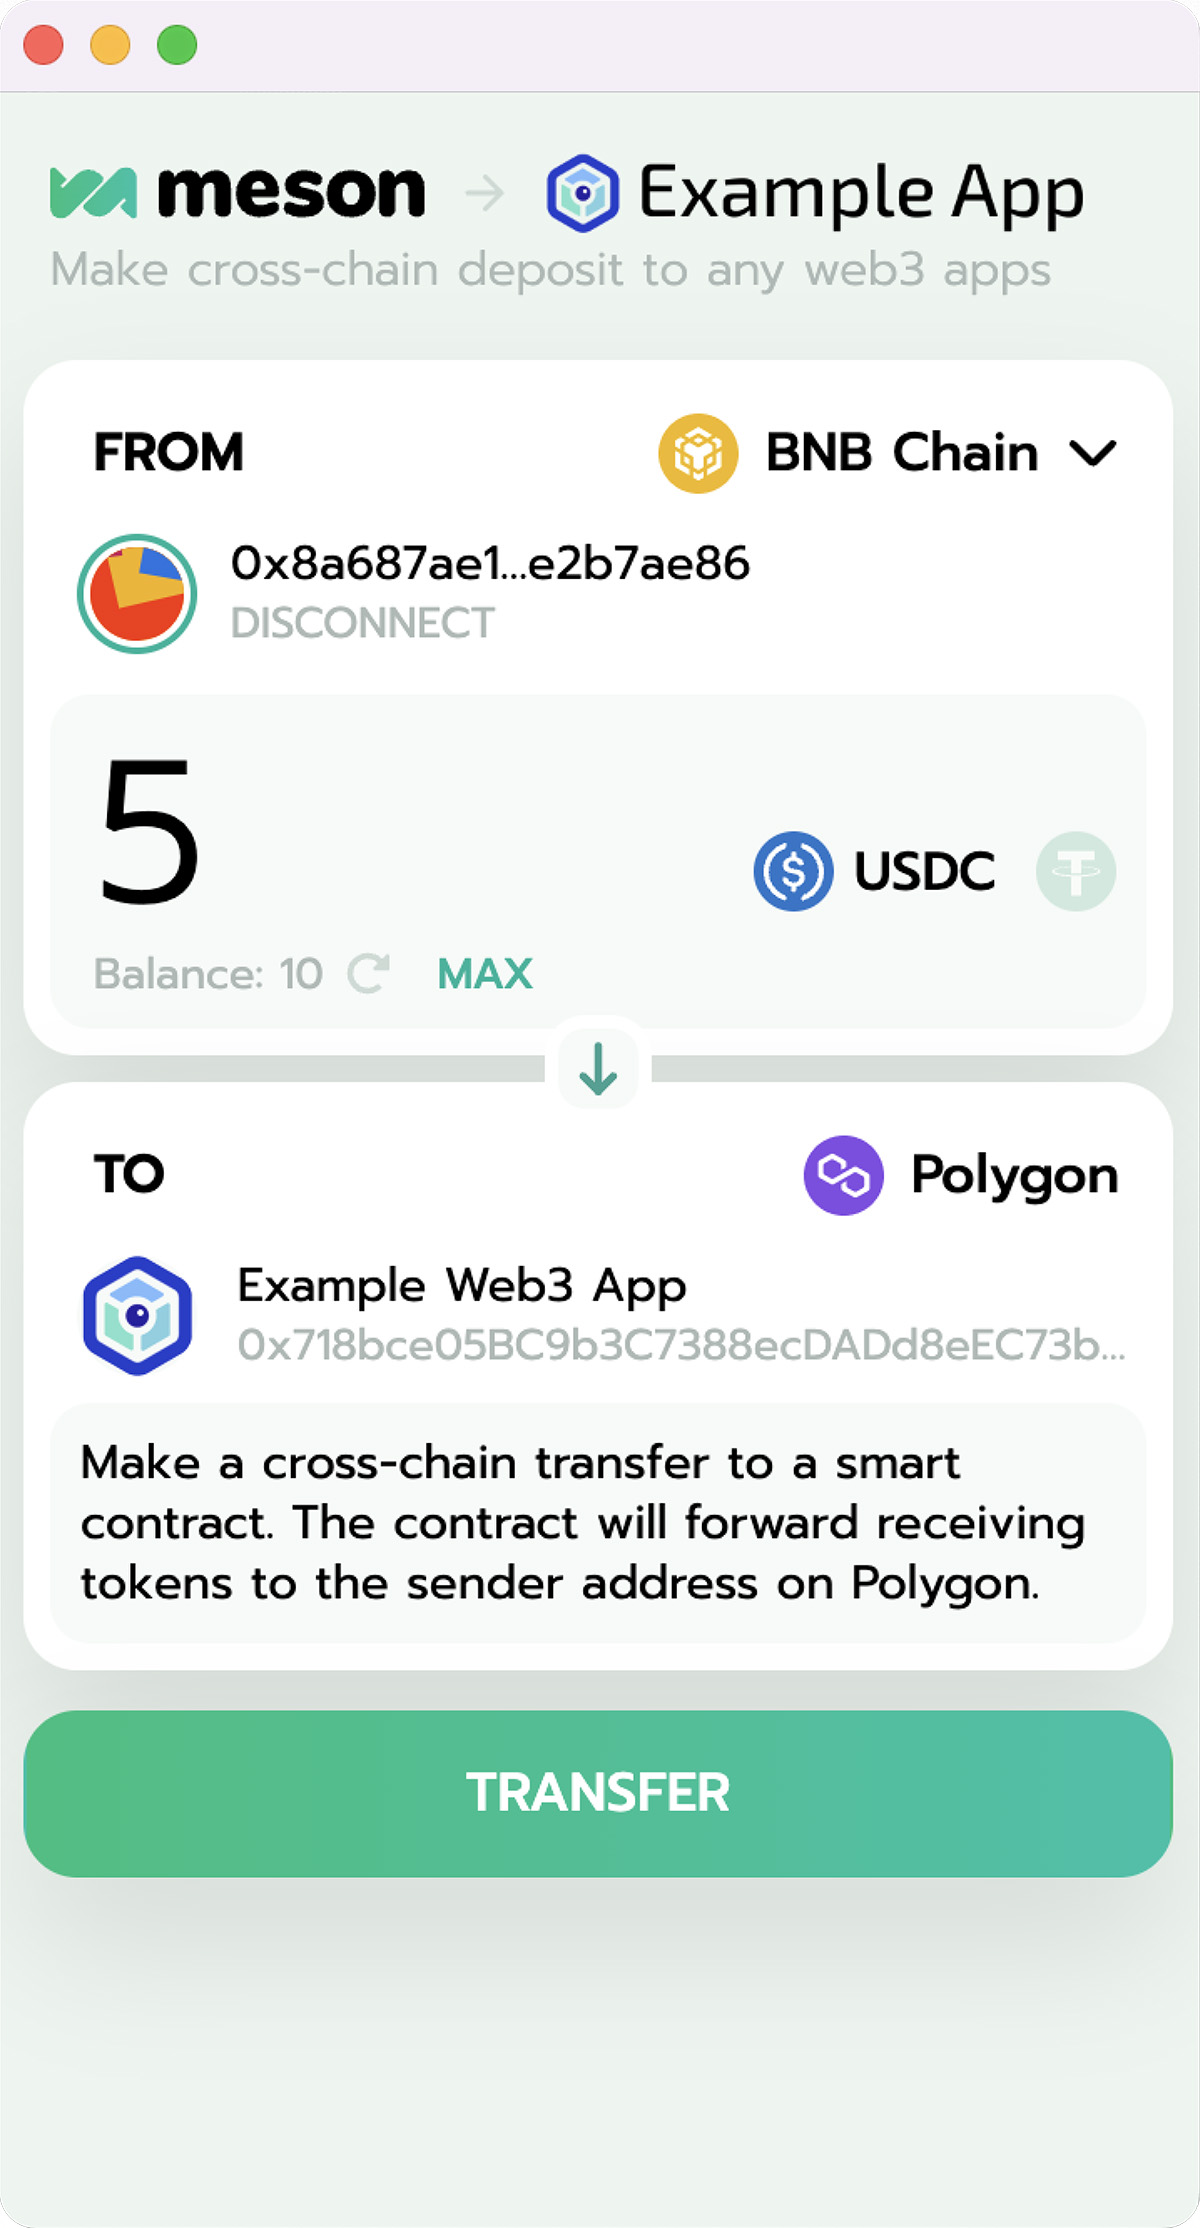 meson → Example App
Make cross-chain deposit to any web3 apps
FROM
BNB Chain
0x8a687ae1...e2b7ae86
DISCONNECT
5
USDC
Balance: 10
MAX
TO
Polygon
Example Web3 App
0x718bce05BC9b3C7388ecDADd8eEC73b...
Make a cross-chain transfer to a smart
contract. The contract will forward receiving
tokens to the sender address on Polygon.
TRANSFER